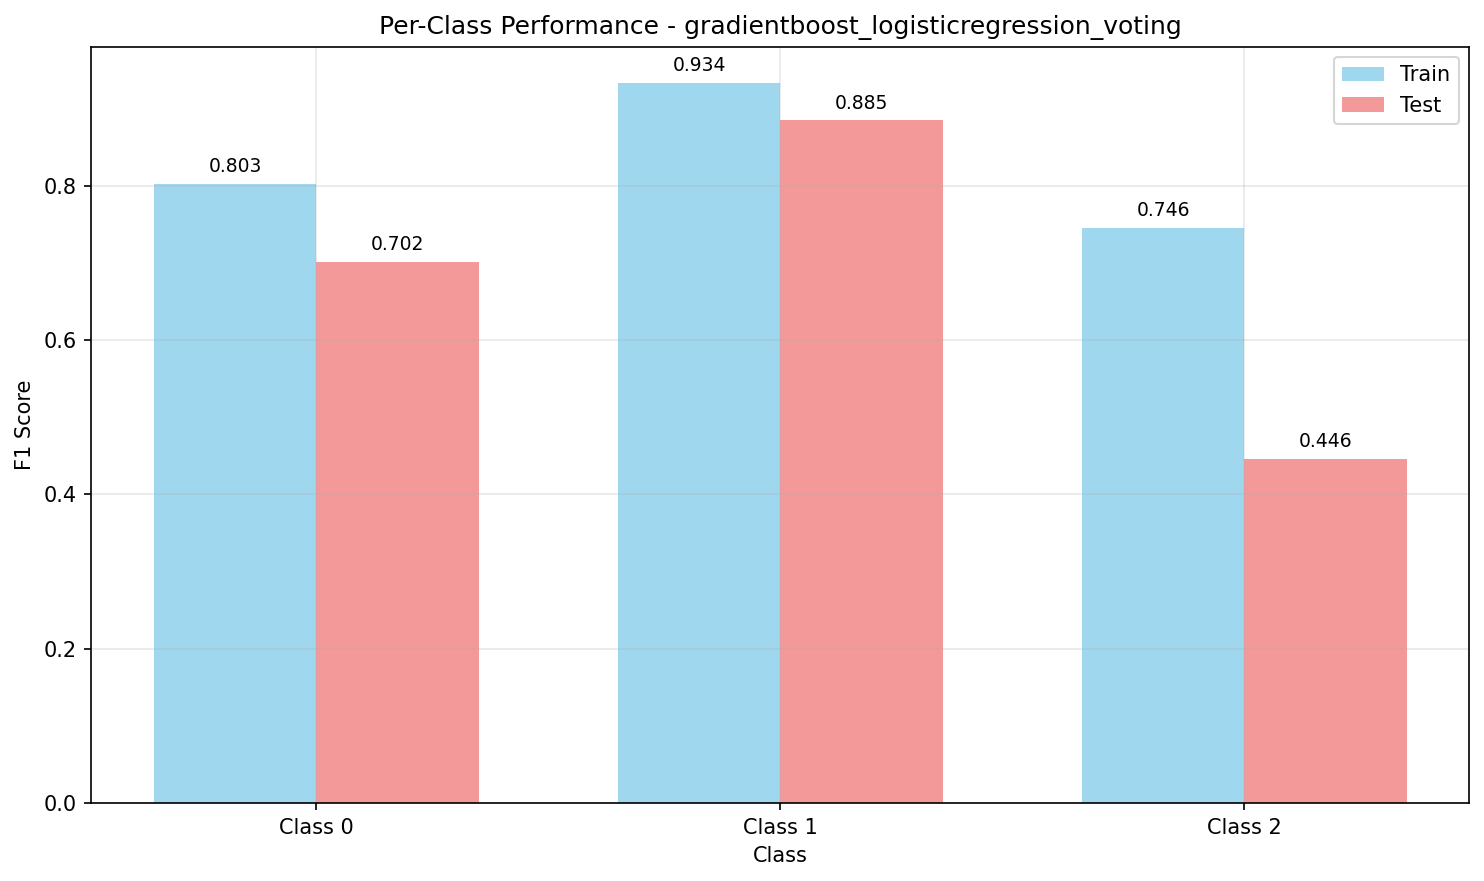 Per-Class Performance - gradientboost_logisticregression_voting
Train
Test
0.934
0.885
0.803
0.702
0.746
0.446
F1 Score
0.8
0.6
0.4
0.2
0.0
Class 0
Class 1
Class 2
Class